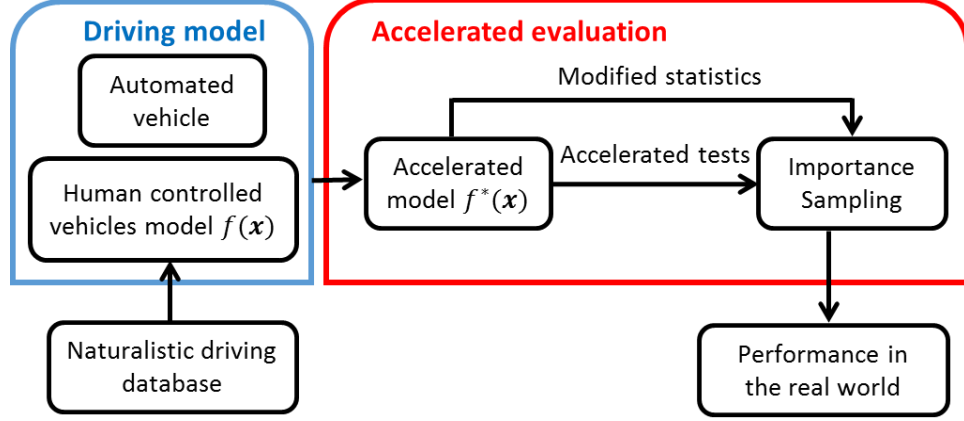 Driving model
Automated
vehicle
Human controlled
vehicles model f(x)
Naturalistic driving
database
Accelerated evaluation
Modified statistics
Accelerated
model f*(x)
Accelerated tests
Importance
Sampling
Performance in
the real world